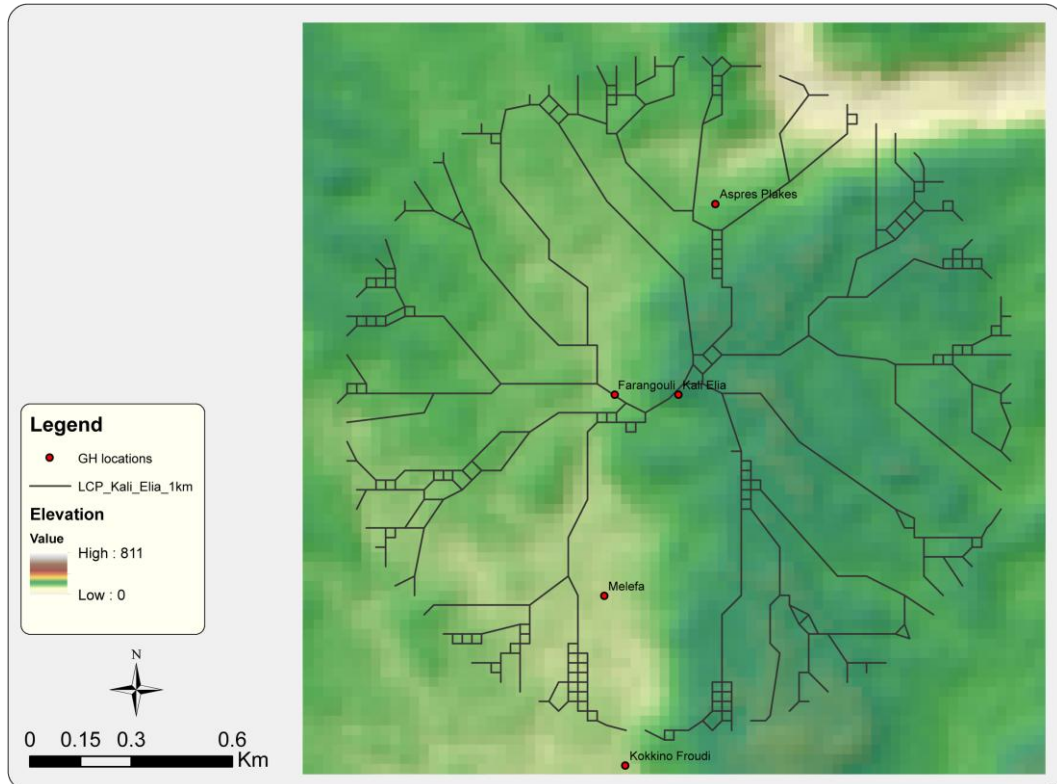 Aspres Plakes
Farangouli
Kali Elia
Melefa
Kokkino Froudi
Legend
GH locations
LCP_Kali_Elia_1km
Elevation
Value
High : 811
Low : 0
N
0 0.15 0.3 0.6
Km